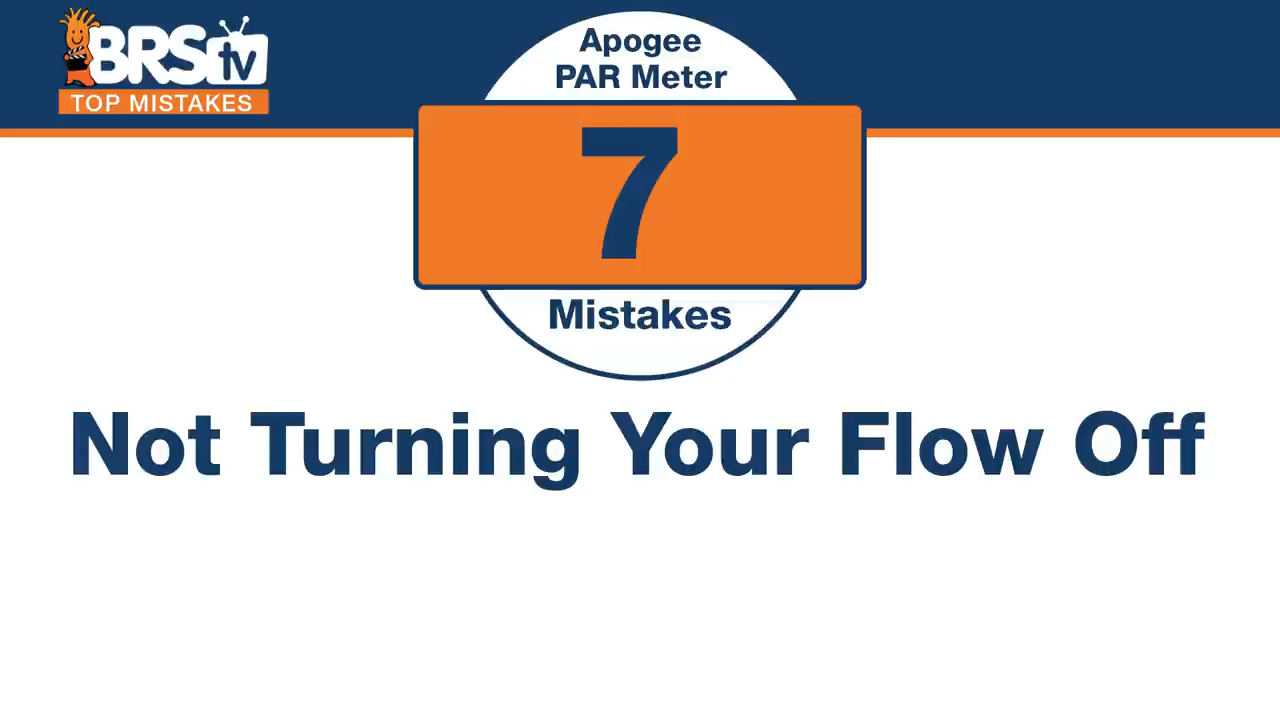 BRStv
TOP MISTAKES
Apogee
PAR Meter
7
Mistakes
Not Turning Your Flow Off